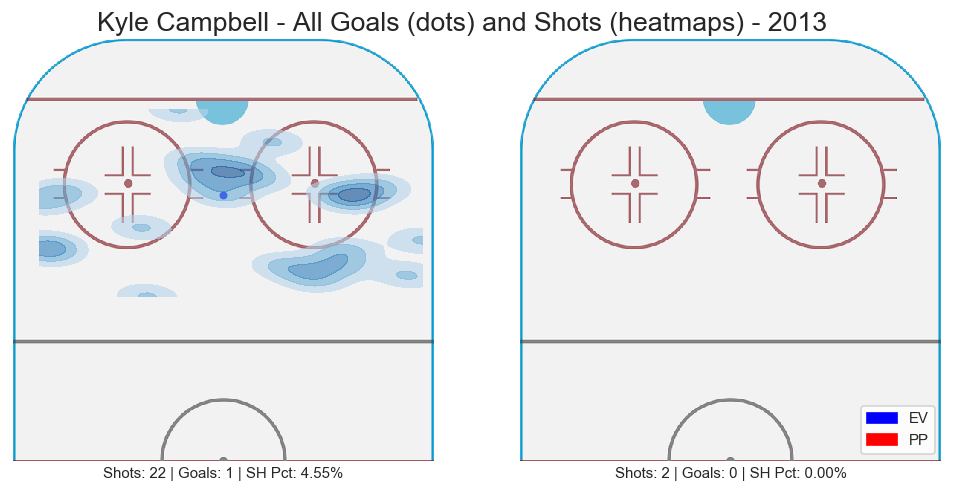 Kyle Campbell - All Goals (dots) and Shots (heatmaps) - 2013
EV
PP
Shots: 22 | Goals: 1 | SH Pct: 4.55%
Shots: 2 | Goals: 0 | SH Pct: 0.00%